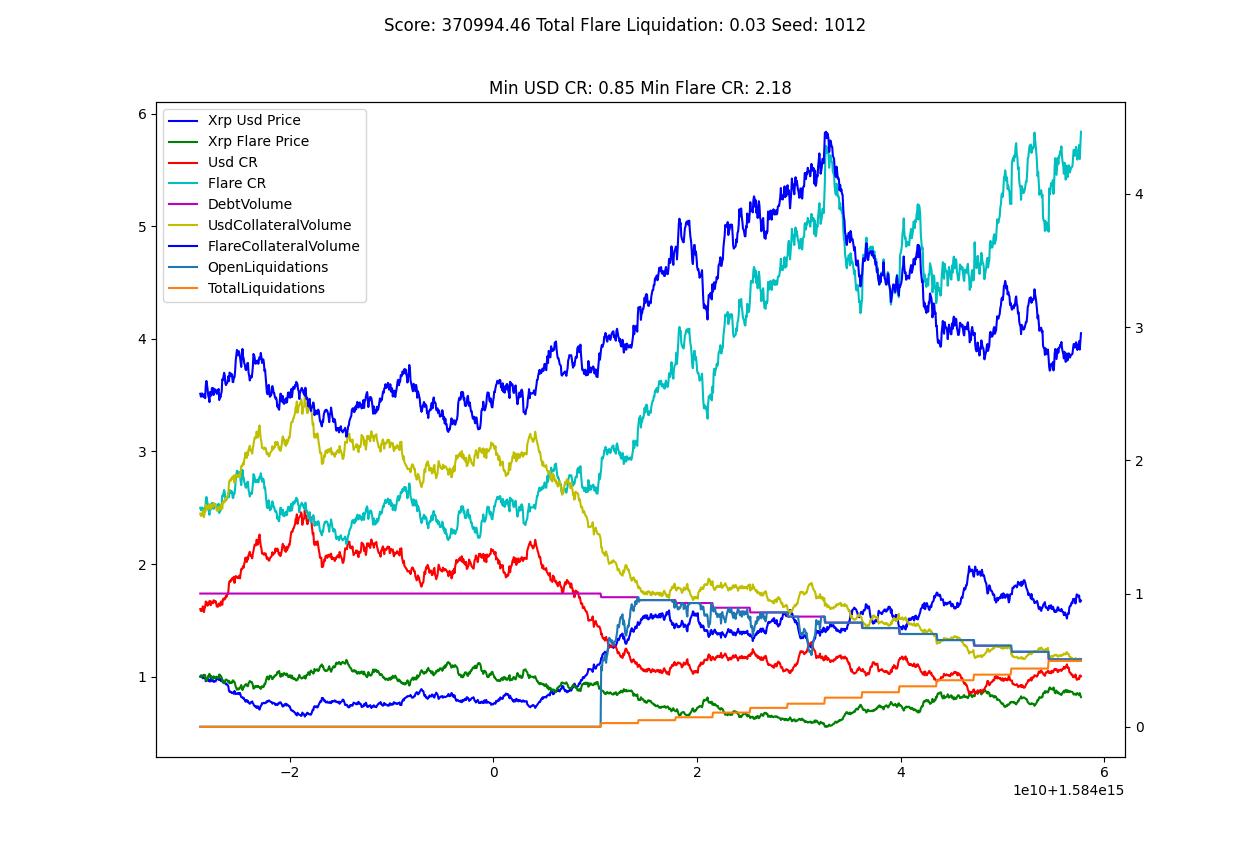 Score: 370994.46 Total Flare Liquidation: 0.03 Seed: 1012
Min USD CR: 0.85 Min Flare CR: 2.18
Xrp Usd Price
Xrp Flare Price
Usd CR
Flare CR
DebtVolume
UsdCollateralVolume
FlareCollateralVolume
OpenLiquidations
TotalLiquidations
6
5
4
3
2
1
4
3
2
1
0
−2
0
2
4
6
1e10+1.584e15